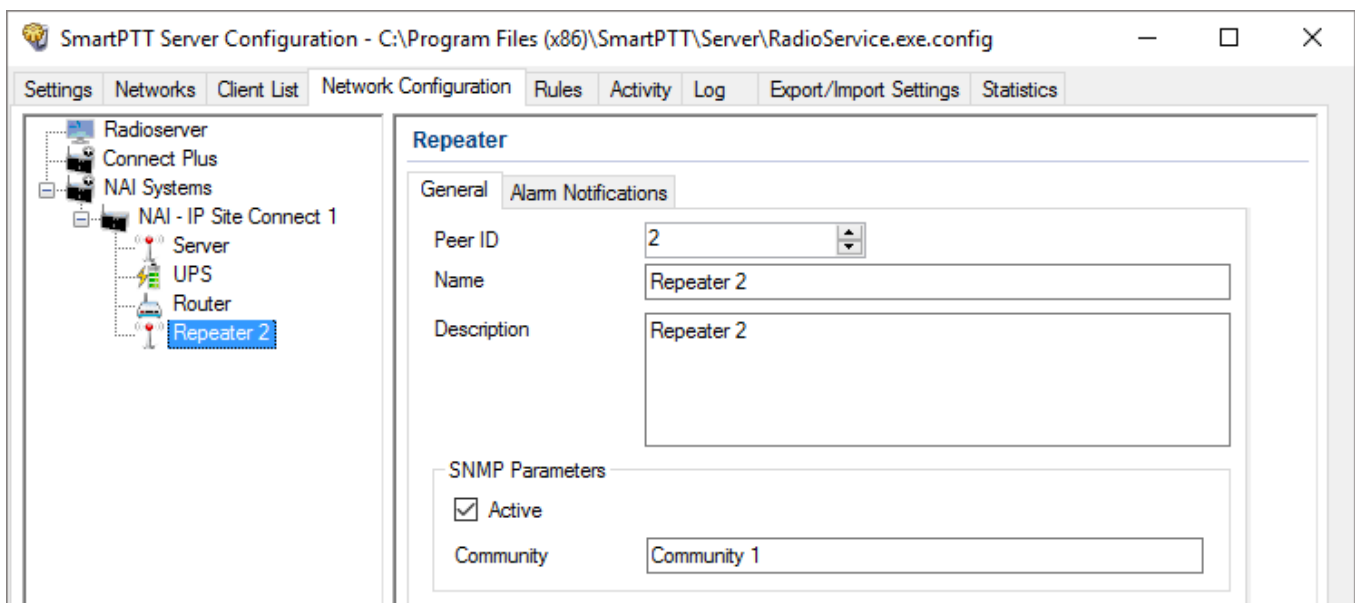 SmartPTT Server Configuration - C:\Program Files (x86)\SmartPTT\Server\RadioService.exe.config
Settings Networks Client List Network Configuration Rules Activity Log Export/Import Settings Statistics
Radioserver
Connect Plus
NAI Systems
NAI - IP Site Connect 1
Server
UPS
Router
Repeater 2
Repeater
General Alarm Notifications
Peer ID 2
Name Repeater 2
Description Repeater 2
SNMP Parameters
Active
Community Community 1